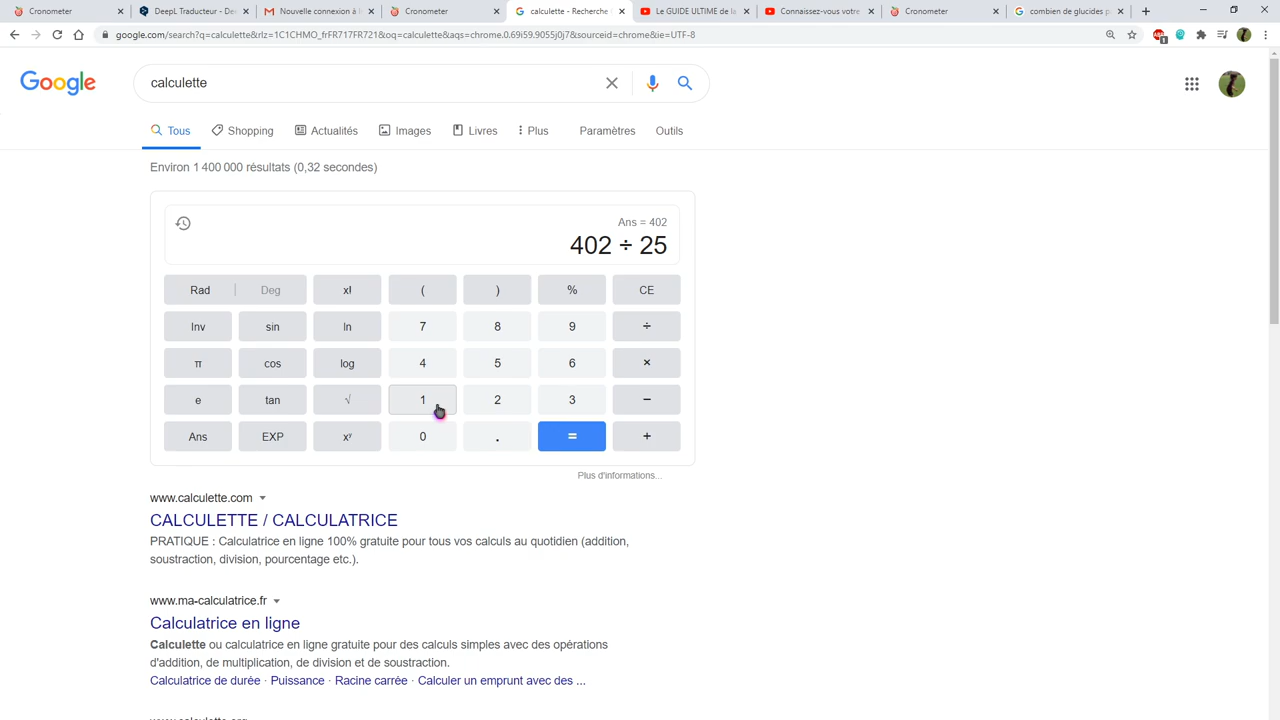 Cronometer
DeepL Traducteur - De
Nouvelle connexion à l
Cronometer
calculette - Recherche
Le GUIDE ULTIME de la
Connaissez-vous votre
Cronometer
combien de glucides p
google.com/search?q=calculette&rlz=1C1CHMO_frFR717FR721&oq=calculette&aqs=chrome.0.69i59.9055j0j7&sourceid=chrome&ie=UTF-8
Google
calculette
Tous
Shopping
Actualités
Images
Livres
Plus
Paramètres
Outils
Environ 1 400 000 résultats (0,32 secondes)
Ans = 402
402 ÷ 25
Rad | Deg x! ( ) % CE
Inv sin ln 7 8 9 ÷
π cos log 4 5 6 ×
e tan √ 1 2 3 −
Ans EXP xʸ 0 . = +
Plus d'informations...
www.calculette.com
CALCULETTE / CALCULATRICE
PRATIQUE : Calculatrice en ligne 100% gratuite pour tous vos calculs au quotidien (addition,
soustraction, division, pourcentage etc.).
www.ma-calculatrice.fr
Calculatrice en ligne
Calculette ou calculatrice en ligne gratuite pour des calculs simples avec des opérations
d'addition, de multiplication, de division et de soustraction.
Calculatrice de durée · Puissance · Racine carrée · Calculer un emprunt avec des ...